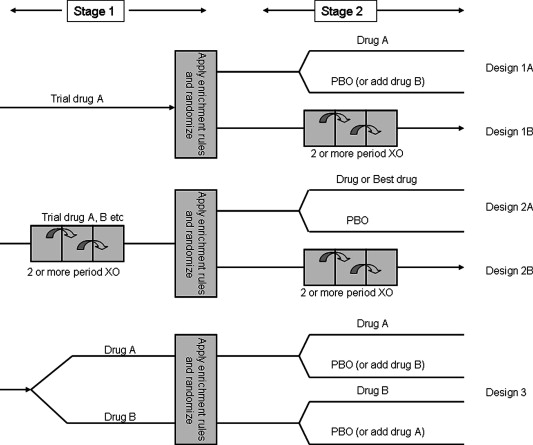 Stage 1
Stage 2
Trial drug A
Apply enrichment rules
and randomize
Drug A
PBO (or add drug B)
Design 1A
2 or more period XO
Design 1B
Trial drug A, B etc
2 or more period XO
Apply enrichment rules
and randomize
Drug or Best drug
PBO
Design 2A
2 or more period XO
Design 2B
Drug A
Drug B
Apply enrichment rules
and randomize
Drug A
PBO (or add drug B)
Drug B
PBO (or add drug A)
Design 3